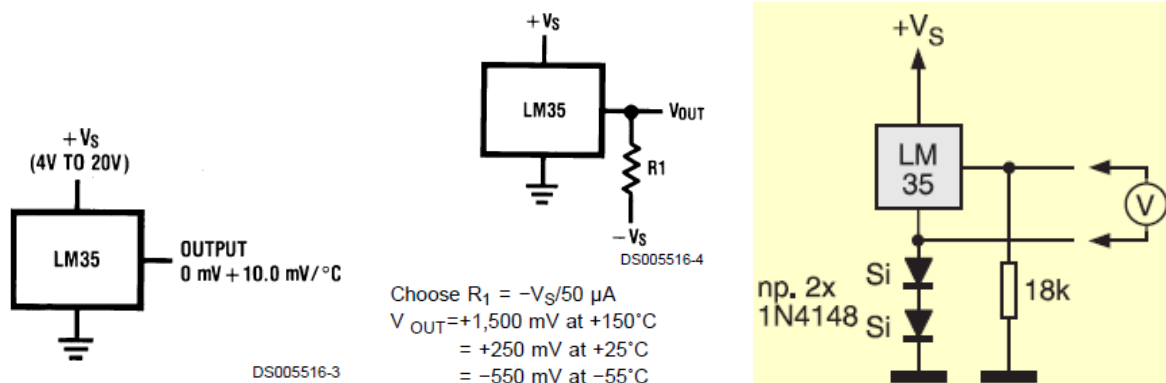 +VS
(4V TO 20V)
LM35
OUTPUT
0 mV + 10.0 mV/°C
DS005516-3
+VS
LM35
VOUT
R1
−VS
DS005516-4
Choose R1 = −VS/50 µA
V OUT=+1,500 mV at +150°C
= +250 mV at +25°C
= −550 mV at −55°C
+VS
LM
35
V
Si
np. 2x
18k
1N4148
Si